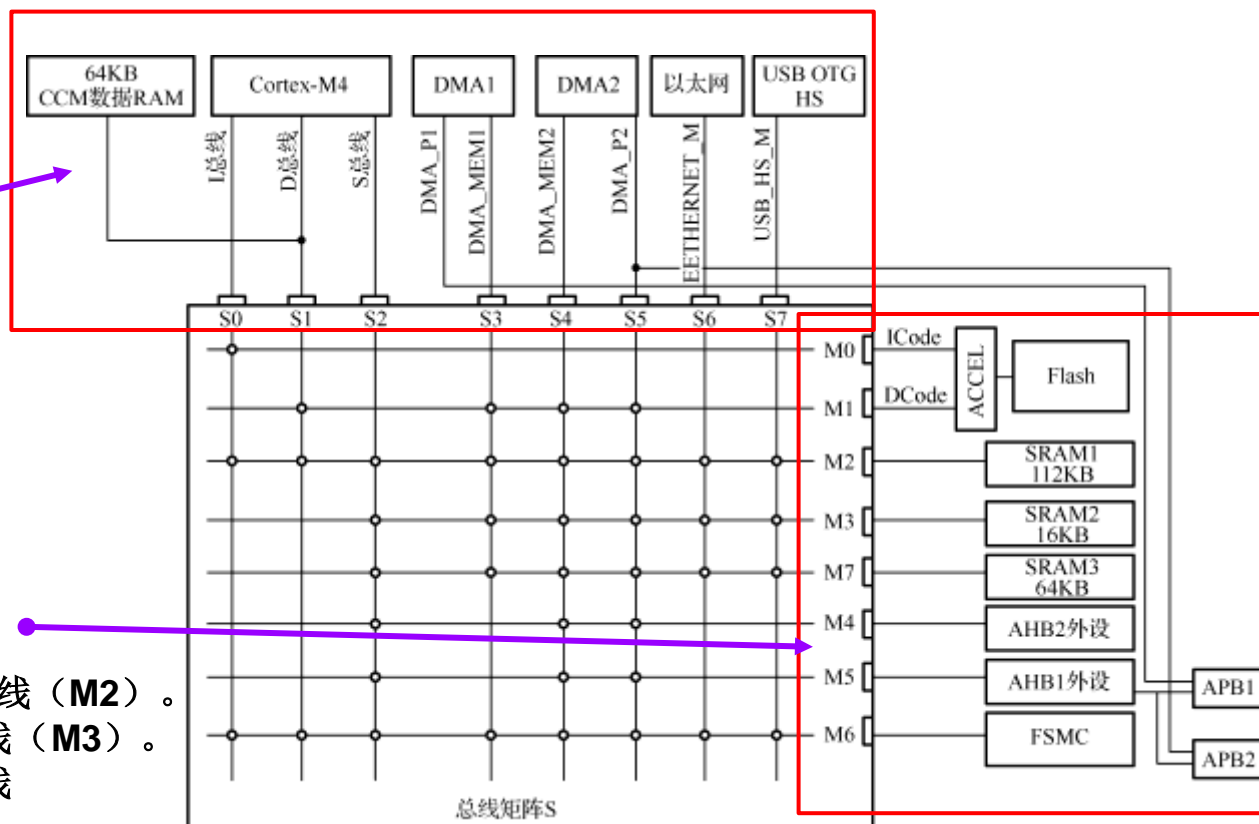 64KB
CCM数据RAM
Cortex-M4
DMA1
DMA2
以太网
USB OTG
HS
I总线
D总线
S总线
DMA_P1
DMA_MEM1
DMA_MEM2
DMA_P2
EETHERNET_M
USB_HS_M
S0
S1
S2
S3
S4
S5
S6
S7
M0
ICode
ACCEL
Flash
M1
DCode
M2
SRAM1
112KB
M3
SRAM2
16KB
M7
SRAM3
64KB
M4
AHB2外设
M5
AHB1外设
APB1
M6
FSMC
APB2
线（M2）。
线（M3）。
线
总线矩阵S